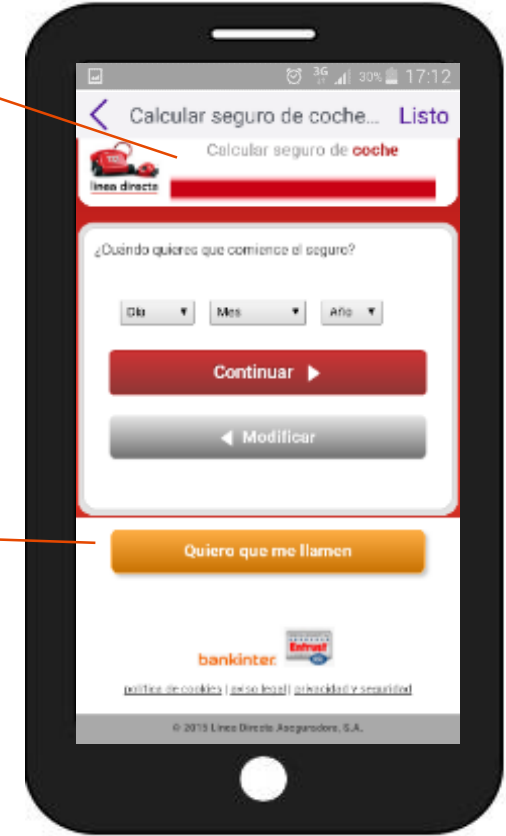 3G 30% 17:12
Calcular seguro de coche... Listo
Calcular seguro de coche
linea directa
¿Cuándo quieres que comience el seguro?
Día Mes Año
Continuar
Modificar
Quiero que me llamen
bankinter. Entrust
política de cookies | aviso legal | privacidad y seguridad
© 2015 Linea Directa Aseguradora, S.A.